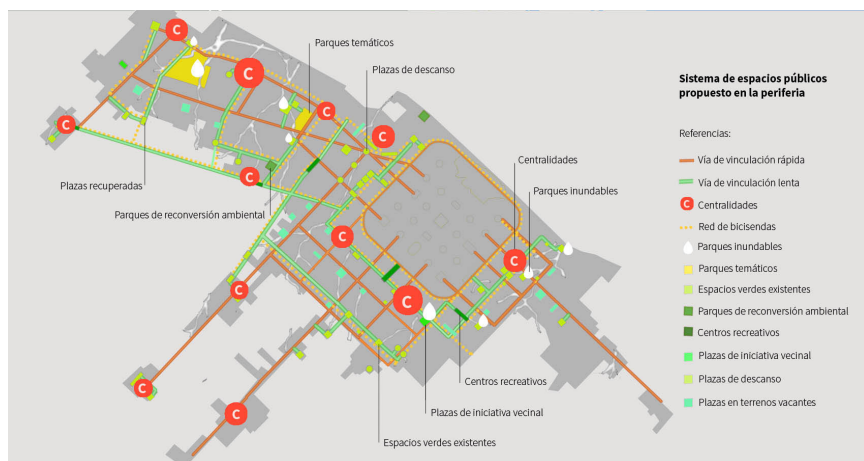 Parques temáticos
Plazas de descanso
C
C
C
C
C
C
C
C
C
C
C
C
Plazas recuperadas
Parques de reconversión ambiental
Centralidades
Parques inundables
Centros recreativos
Plazas de iniciativa vecinal
Espacios verdes existentes
Sistema de espacios públicos
propuesto en la periferia
Referencias:
Vía de vinculación rápida
Vía de vinculación lenta
C
Centralidades
Red de bicisendas
Parques inundables
Parques temáticos
Espacios verdes existentes
Parques de reconversión ambiental
Centros recreativos
Plazas de iniciativa vecinal
Plazas de descanso
Plazas en terrenos vacantes